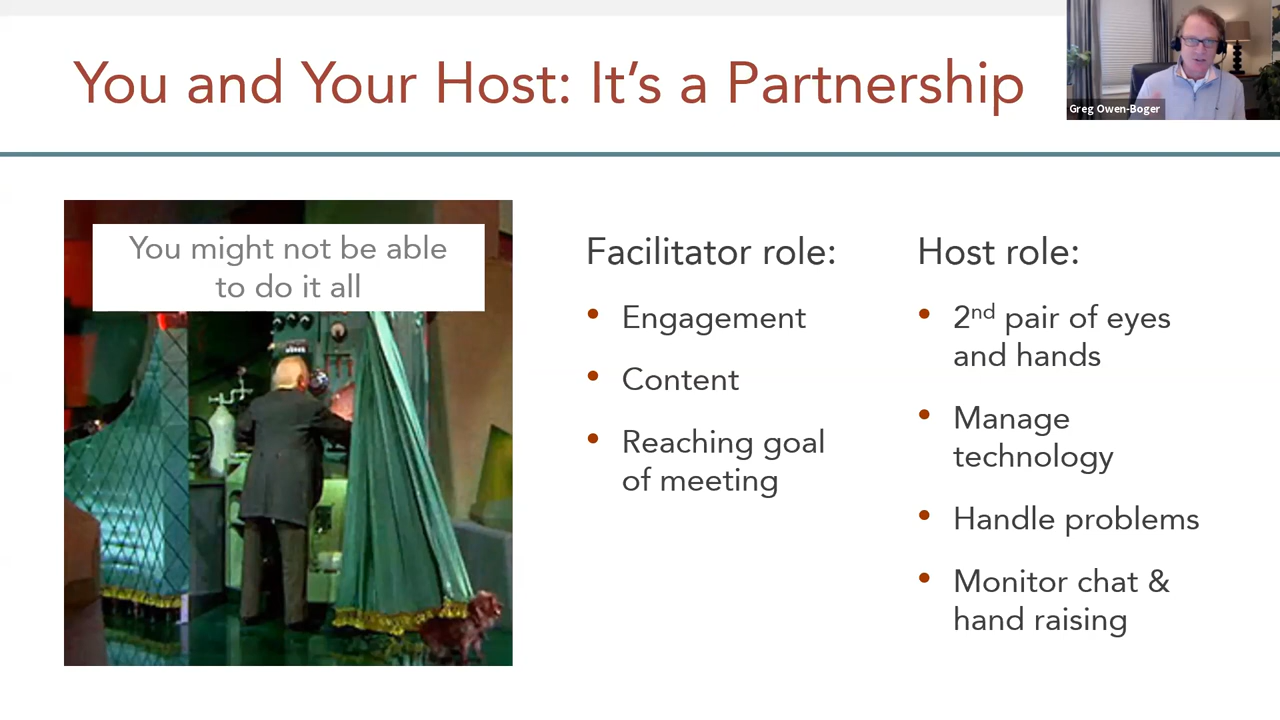 You and Your Host: It’s a Partnership
Greg Owen-Boger
You might not be able
to do it all
Facilitator role:
• Engagement
• Content
• Reaching goal
of meeting
Host role:
• 2nd pair of eyes
and hands
• Manage
technology
• Handle problems
• Monitor chat &
hand raising